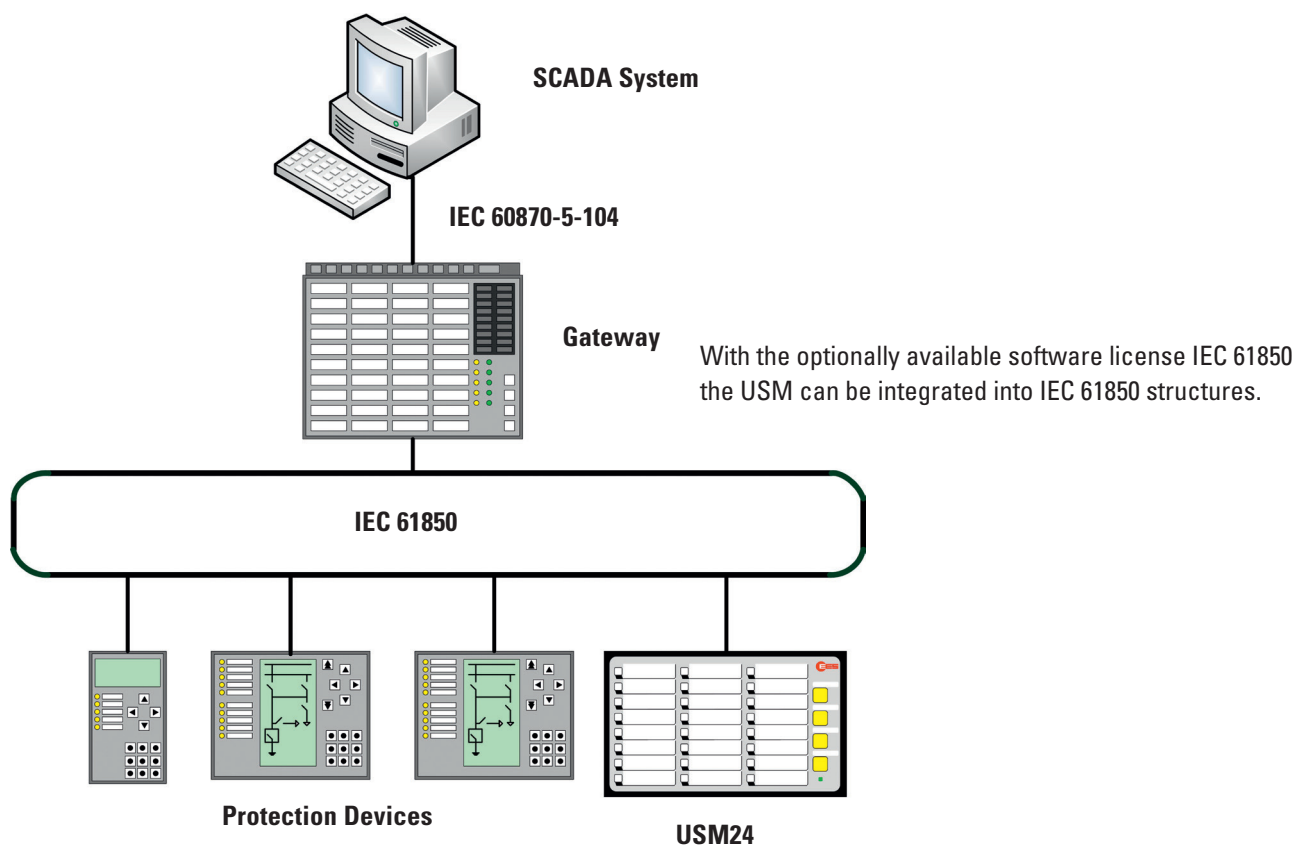 SCADA System
IEC 60870-5-104
Gateway
With the optionally available software license IEC 61850
the USM can be integrated into IEC 61850 structures.
IEC 61850
EES
Protection Devices
USM24